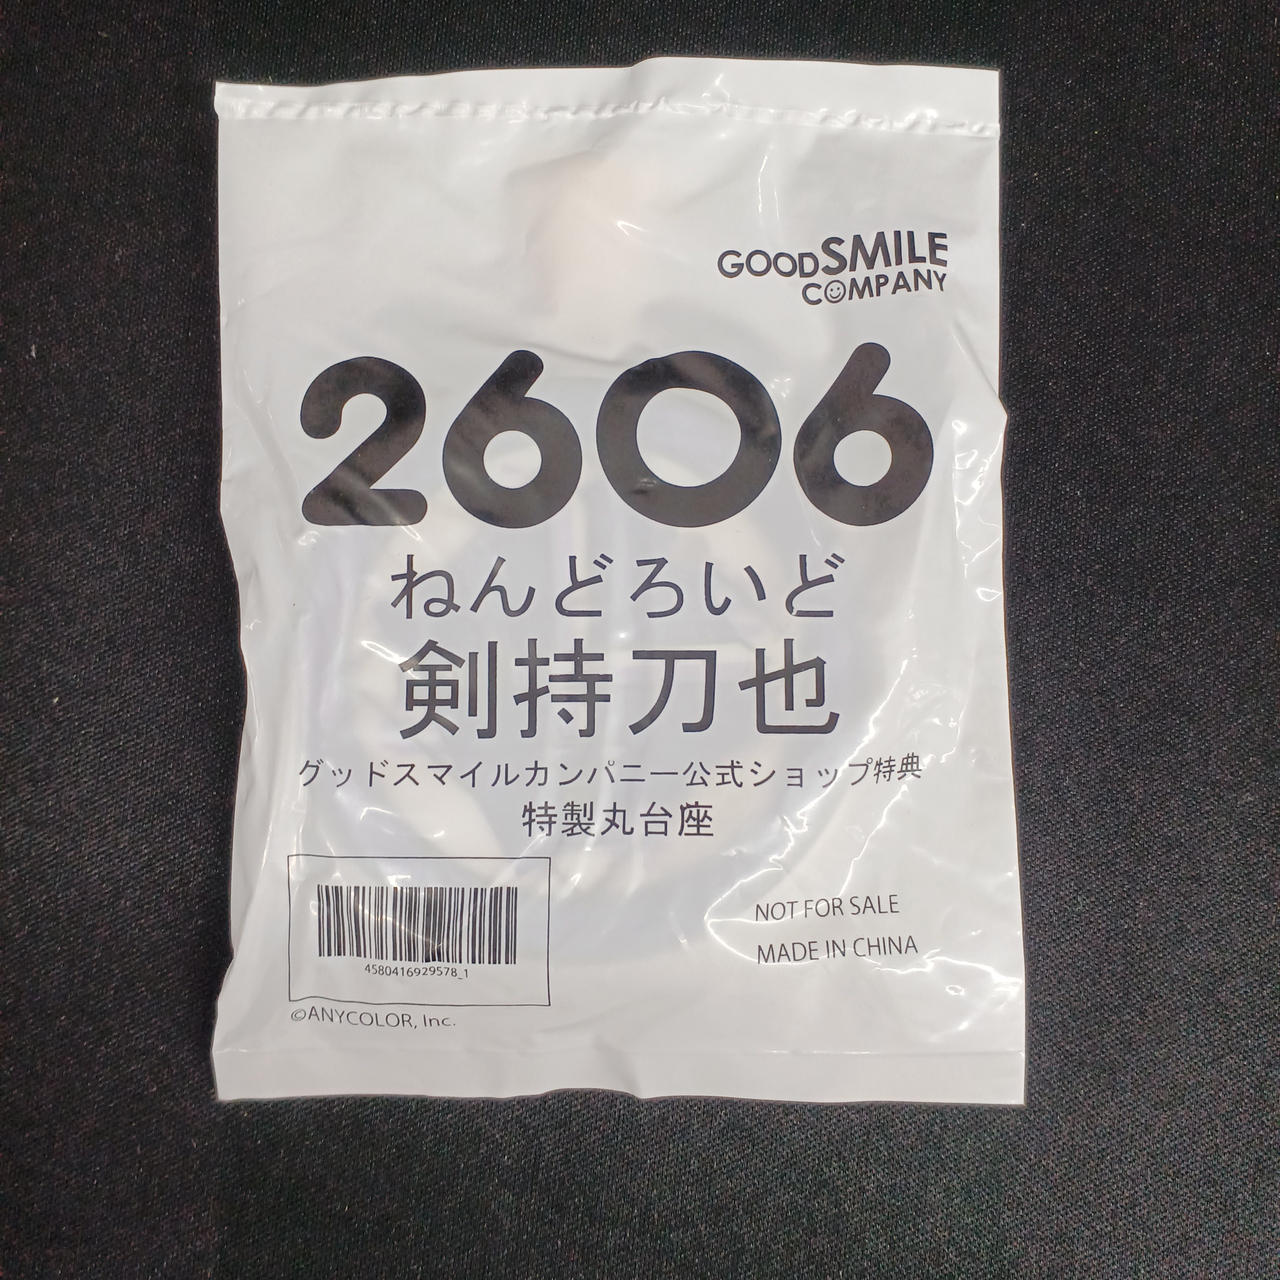 GOODSMILE
COMPANY
2606
ねんどろいど
剣持刀也
グッドスマイルカンパニー公式ショップ特典
特製丸台座
4580416929578_1
©ANYCOLOR, Inc.
NOT FOR SALE
MADE IN CHINA